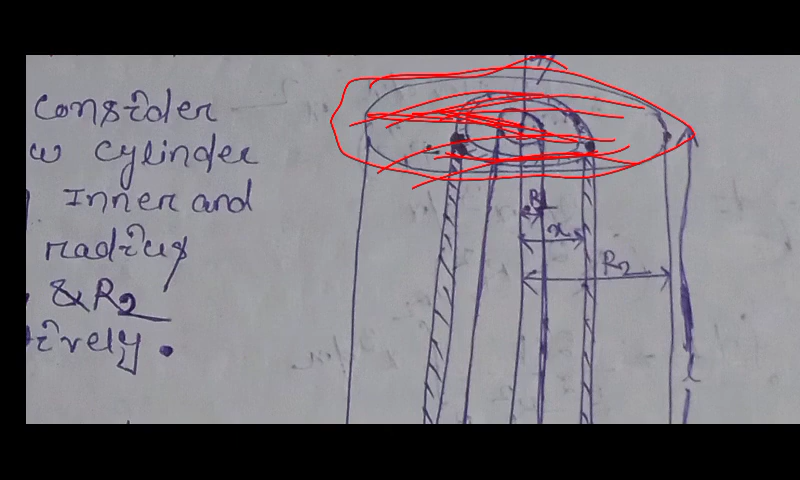 Consider
w cylinder
Inner and
radius
& R2
tively.
R1
x
R2